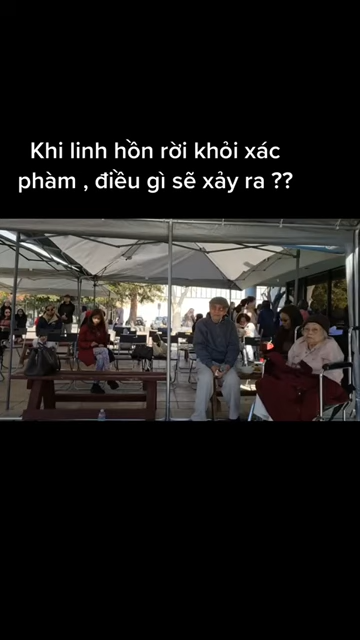 Khi linh hồn rời khỏi xác
phàm , điều gì sẽ xảy ra ??